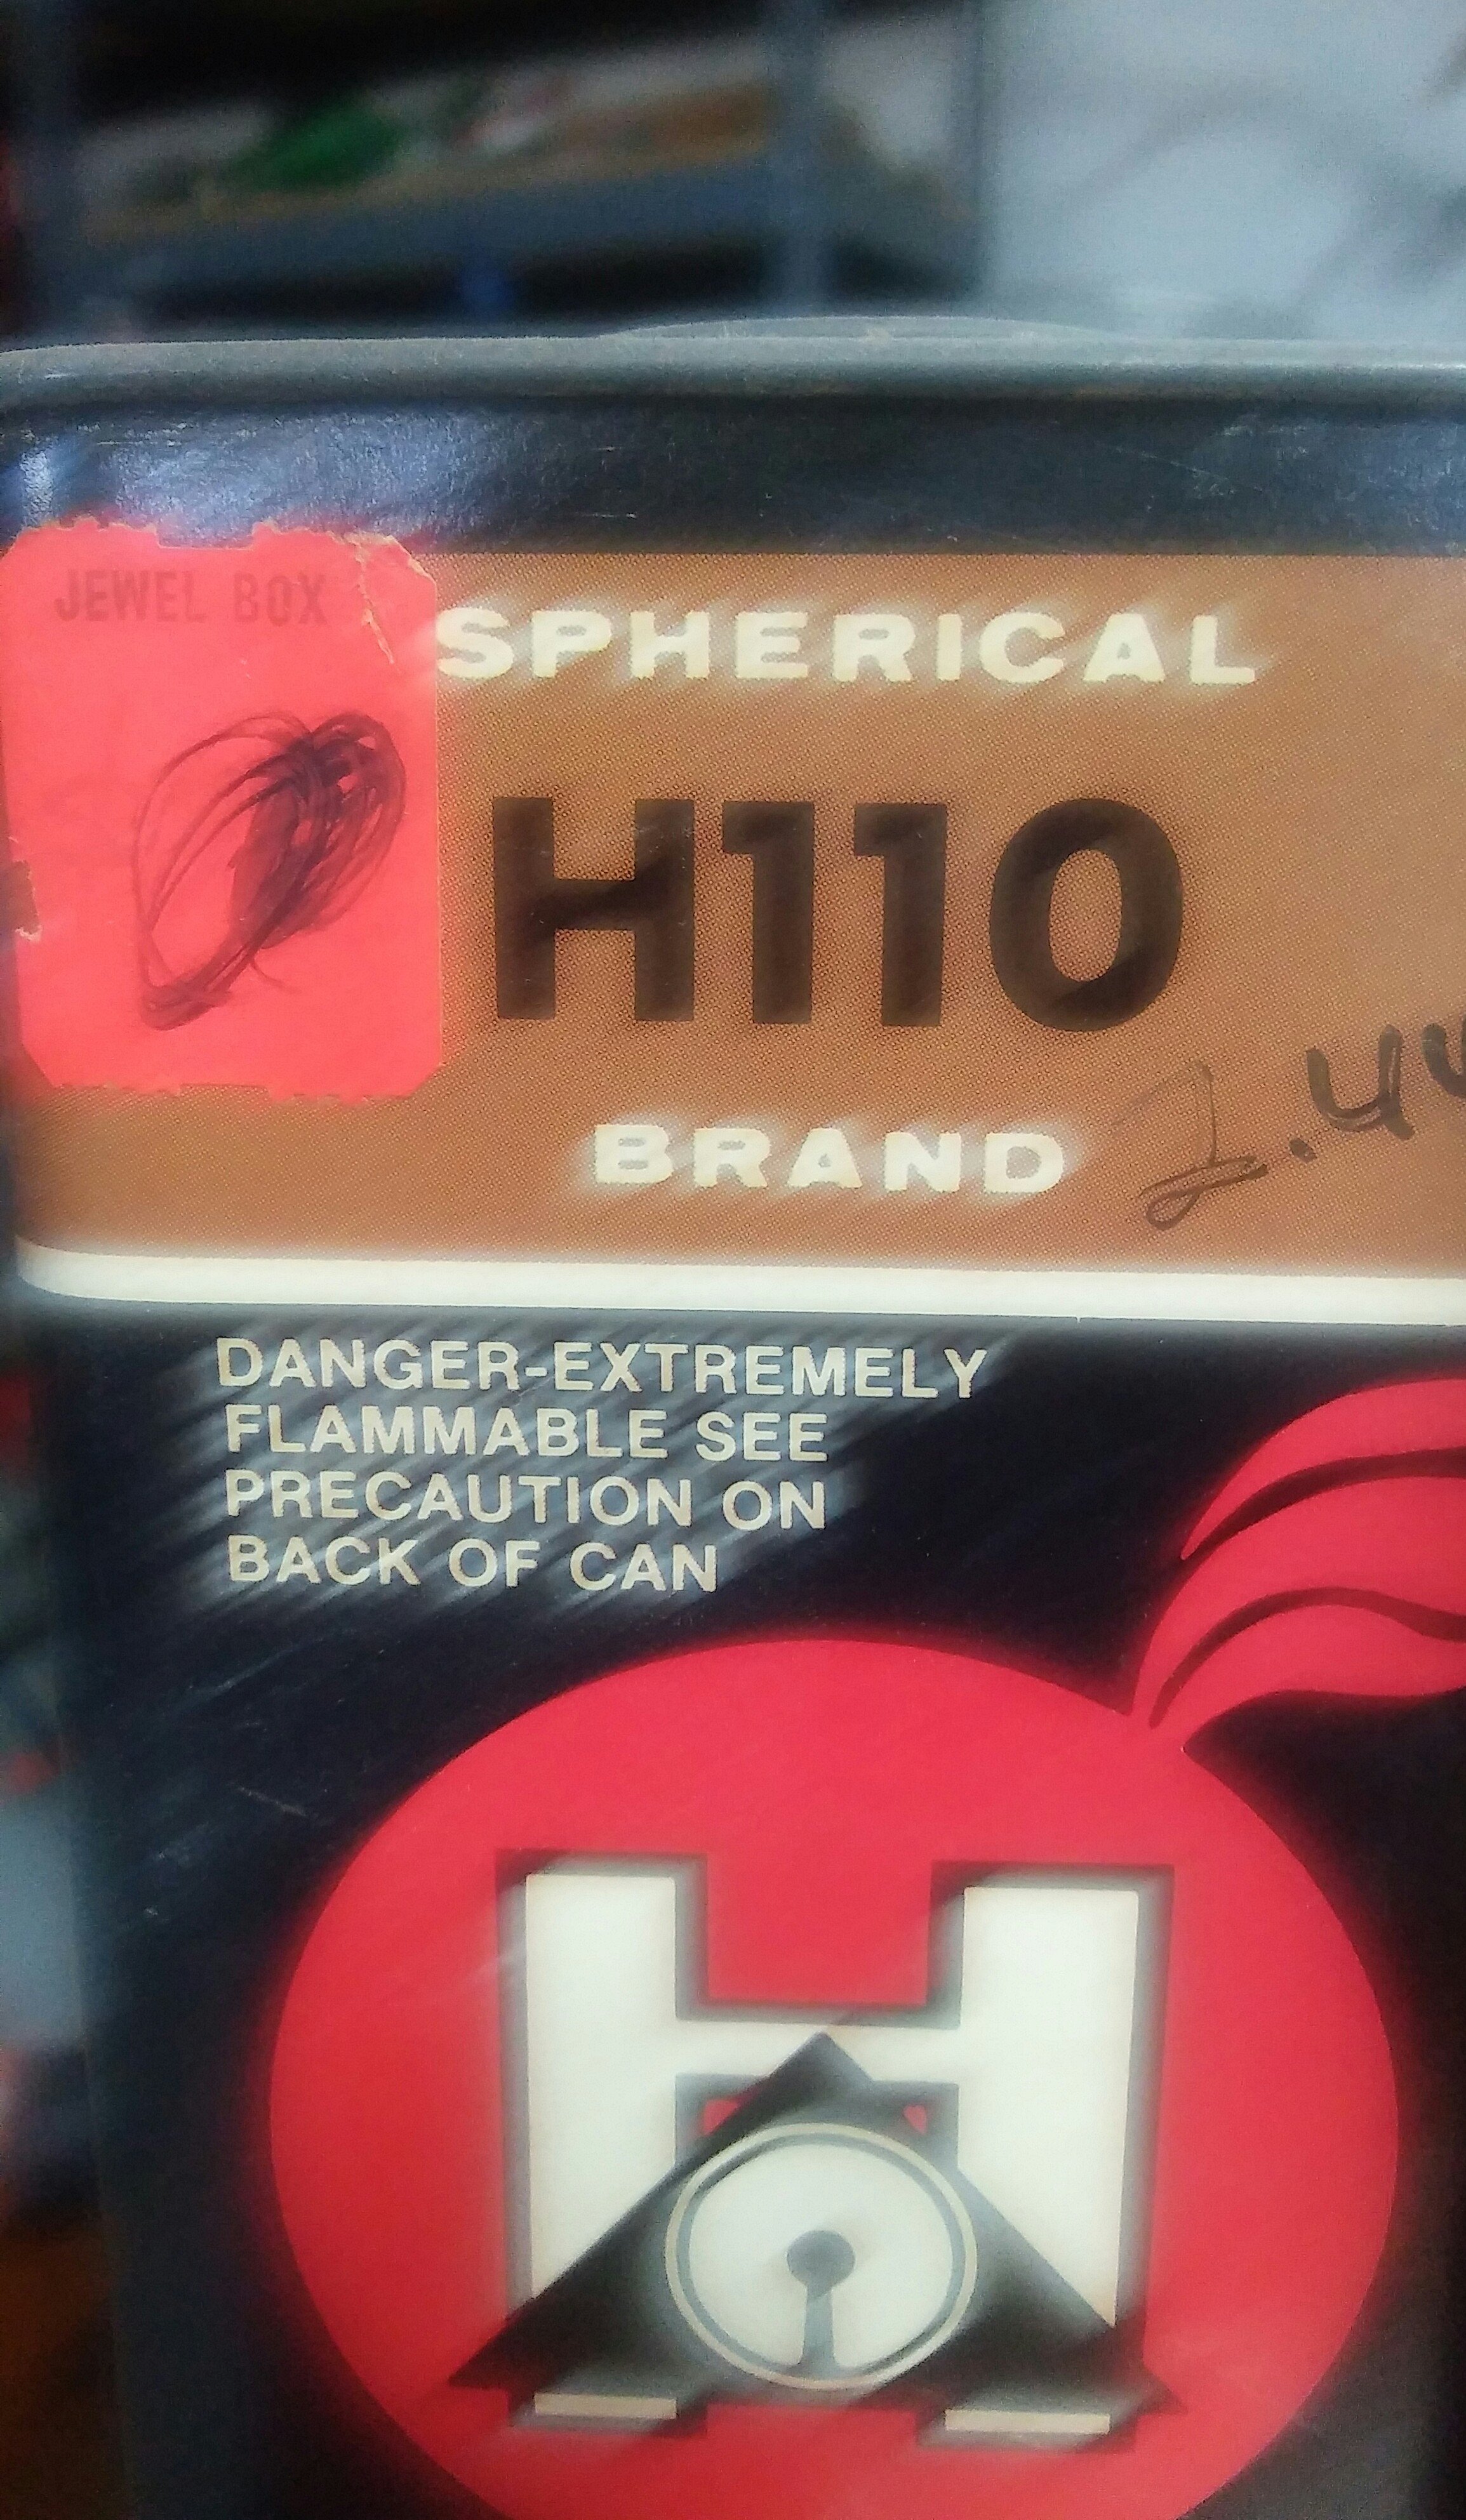 JEWEL BOX
SPHERICAL
H110
BRAND
DANGER-EXTREMELY
FLAMMABLE SEE
PRECAUTION ON
BACK OF CAN
H